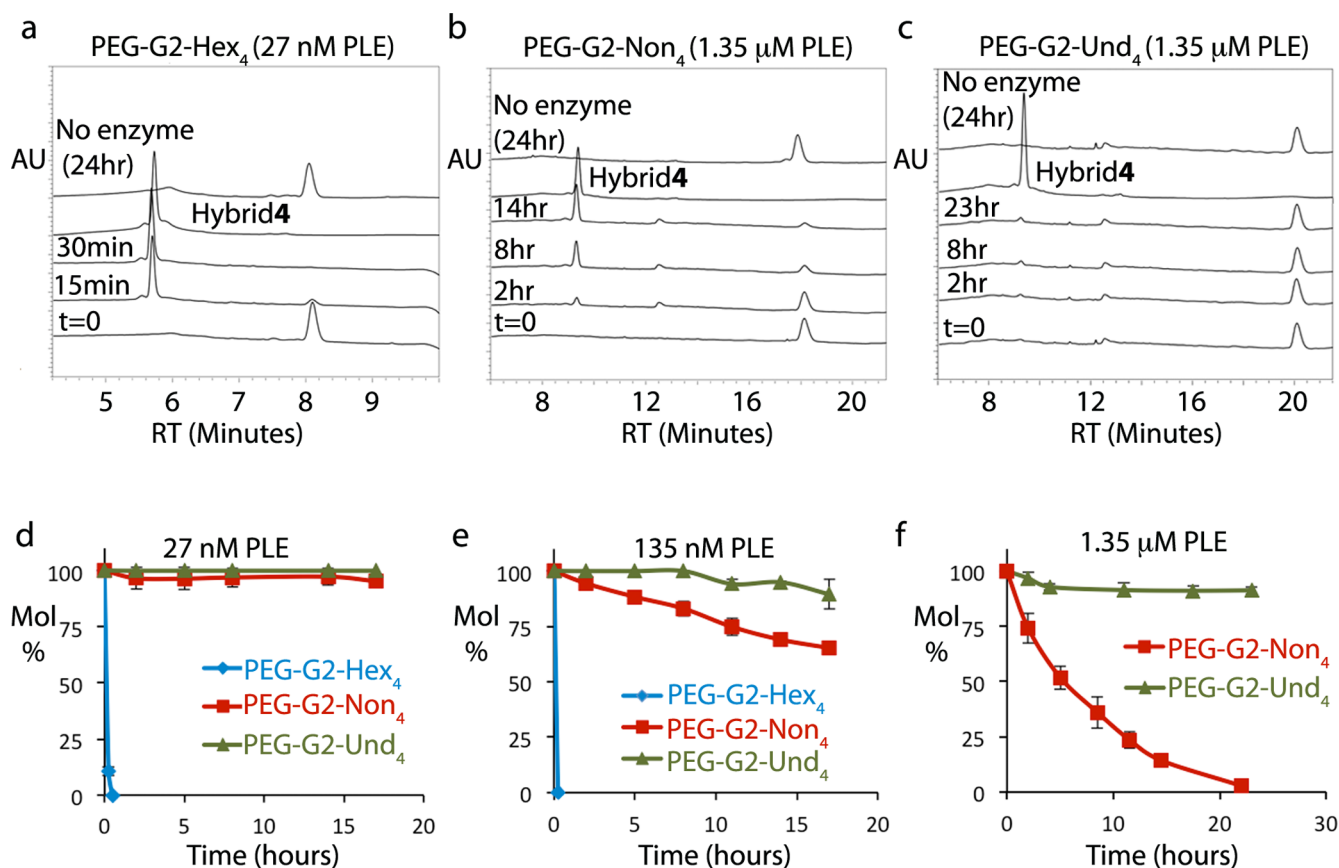 a
PEG-G2-Hex4 (27 nM PLE)
No enzyme
(24hr)
AU
Hybrid4
30min
15min
t=0
5 6 7 8 9
RT (Minutes)
b
PEG-G2-Non4 (1.35 μM PLE)
No enzyme
(24hr)
AU
Hybrid4
14hr
8hr
2hr
t=0
8 12 16 20
RT (Minutes)
c
PEG-G2-Und4 (1.35 μM PLE)
No enzyme
(24hr)
AU
Hybrid4
23hr
8hr
2hr
t=0
8 12 16 20
RT (Minutes)
d
27 nM PLE
100
Mol
%
75
50
25
0
PEG-G2-Hex4
PEG-G2-Non4
PEG-G2-Und4
0 5 10 15 20
Time (hours)
e
135 nM PLE
100
Mol
%
75
50
25
0
PEG-G2-Hex4
PEG-G2-Non4
PEG-G2-Und4
0 5 10 15 20
Time (hours)
f
1.35 μM PLE
100
Mol
%
75
50
25
0
PEG-G2-Non4
PEG-G2-Und4
0 10 20 30
Time (hours)